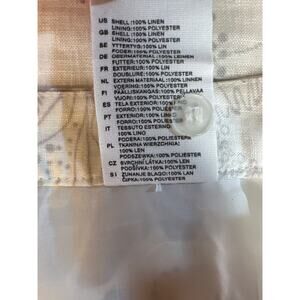 US SHELL:100% LINEN
LINING:100% POLYESTER
GB SHELL:100% LINEN
LINING:100% POLYESTER
SE YTTERTYG:100% LIN
FODER:100% POLYESTER
DE OBERMATERIAL:100% LEINEN
FUTTER:100% POLYESTER
FR EXTERIEUR:100% LIN
DOUBLURE:100% POLYESTER
NL EXTERN MATERIAAL:100% LINNEN
VOERING:100% POLYESTER
FI PÄÄLLISKANGAS:100% PELLAVAA
VUORI:100% POLYESTERI
ES TELA EXTERIOR:100% LINO
FORRO:100% POLIÉSTER
PT EXTERIOR:100% LINHO
FORRO:100% POLIÉSTER
IT TESSUTO ESTERNO:
100% LINO
FODERA:100% POLIESTERE
PL TKANINA WIERZCHNIA:
100% LEN
PODSZEWKA:100% POLIESTER
CZ SVRCHNÍ LÁTKA:100% LEN
PODŠÍVKA:100% POLYESTER
SI ZUNANJE BLAGO:100% LAN
ČIPKA:100% POLYESTER